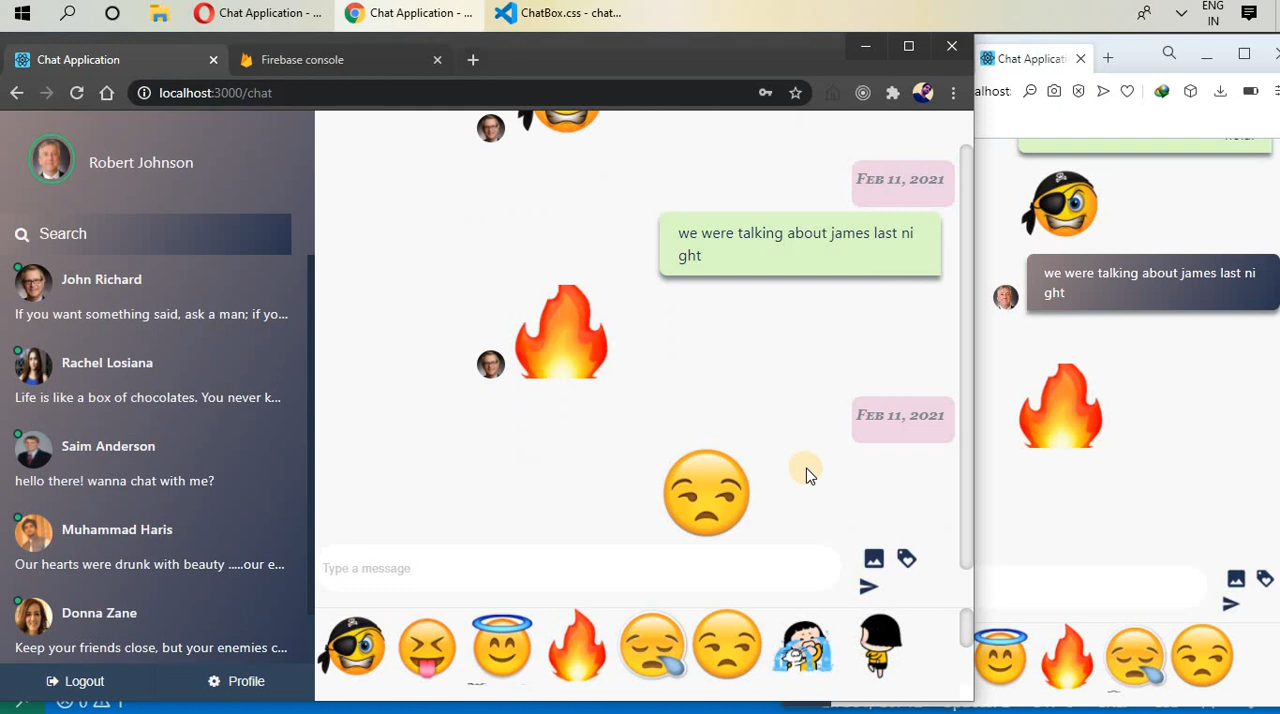 Chat Application - ...
Chat Application - ...
ChatBox.css - chat...
ENG
IN
Chat Application
Firebase console
localhost:3000/chat
Chat Applicati
alhost:
Robert Johnson
Search
John Richard
If you want something said, ask a man; if yo...
Rachel Losiana
Life is like a box of chocolates. You never k...
Saim Anderson
hello there! wanna chat with me?
Muhammad Haris
Our hearts were drunk with beauty .....our e...
Donna Zane
Keep your friends close, but your enemies c...
Logout
Profile
Feb 11, 2021
we were talking about james last ni
ght
Feb 11, 2021
Type a message
we were talking about james last ni
ght